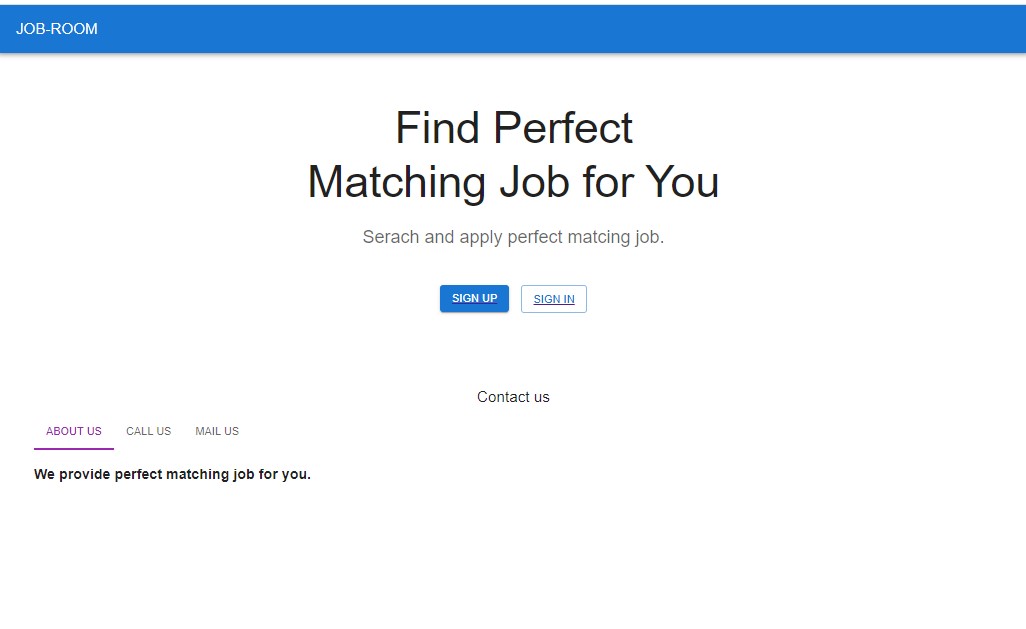 JOB-ROOM
Find Perfect
Matching Job for You
Serach and apply perfect matcing job.
SIGN UP SIGN IN
Contact us
ABOUT US CALL US MAIL US
We provide perfect matching job for you.